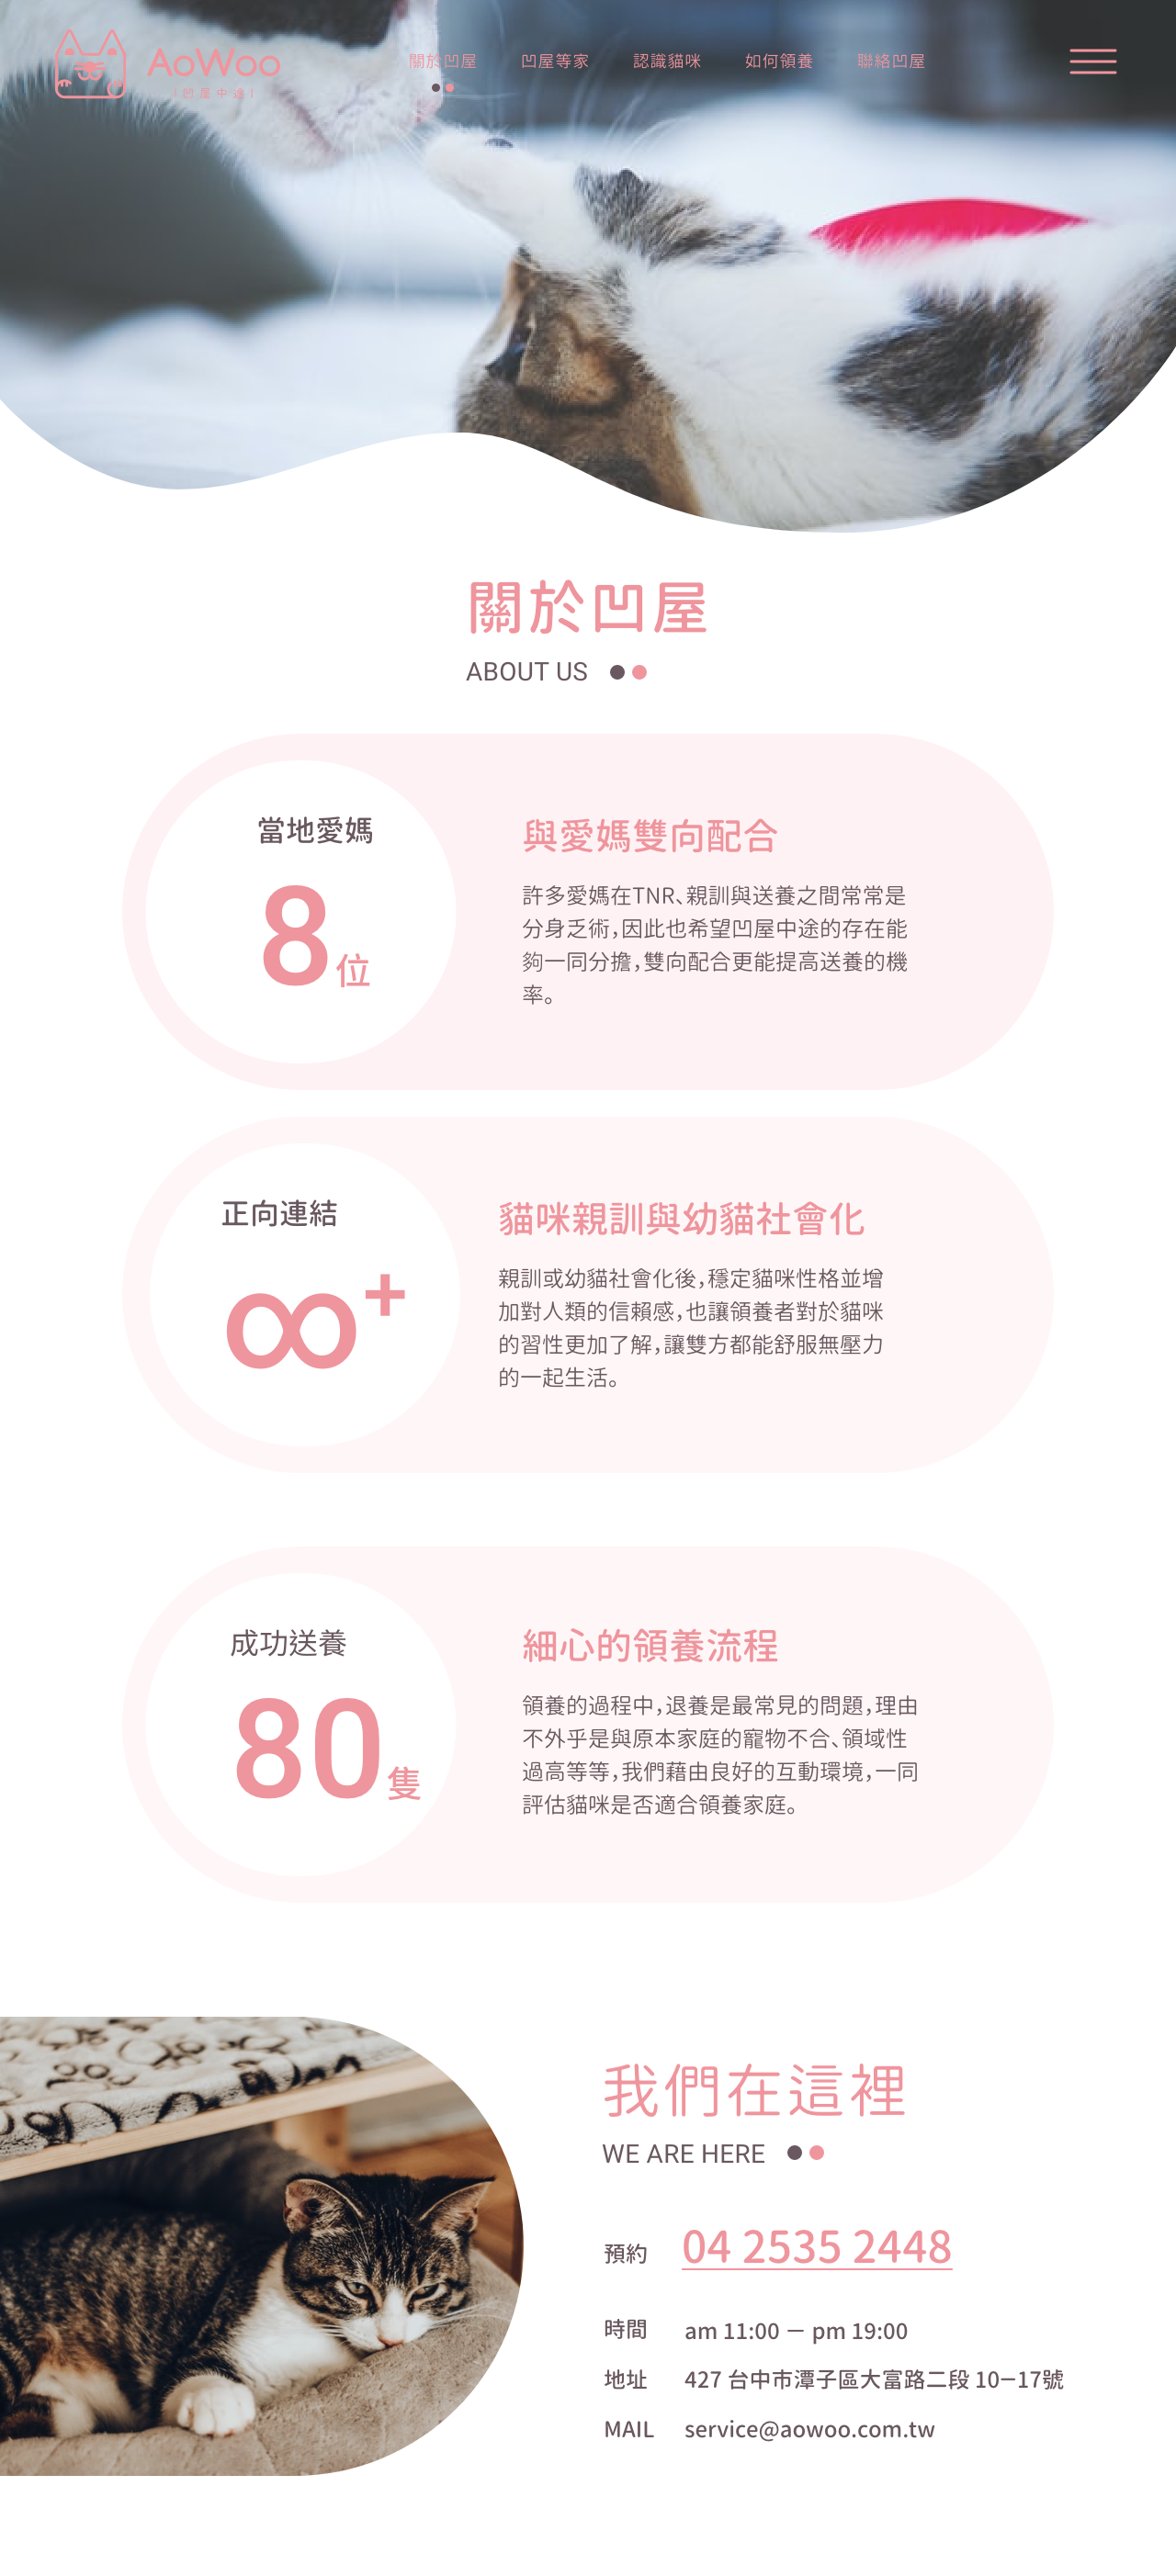 AoWoo
凹屋中途
關於凹屋
凹屋等家
認識貓咪
如何領養
聯絡凹屋
關於凹屋
ABOUT US
當地愛媽
8位
與愛媽雙向配合
許多愛媽在TNR、親訓與送養之間常常是
分身乏術，因此也希望凹屋中途的存在能
夠一同分擔，雙向配合更能提高送養的機
率。
正向連結
∞+
貓咪親訓與幼貓社會化
親訓或幼貓社會化後，穩定貓咪性格並增
加對人類的信賴感，也讓領養者對於貓咪
的習性更加了解，讓雙方都能舒服無壓力
的一起生活。
成功送養
80隻
細心的領養流程
領養的過程中，退養是最常見的問題，理由
不外乎是與原本家庭的寵物不合、領域性
過高等等，我們藉由良好的互動環境，一同
評估貓咪是否適合領養家庭。
我們在這裡
WE ARE HERE
預約 04 2535 2448
時間 am 11:00 － pm 19:00
地址 427 台中市潭子區大富路二段 10−17號
MAIL service@aowoo.com.tw